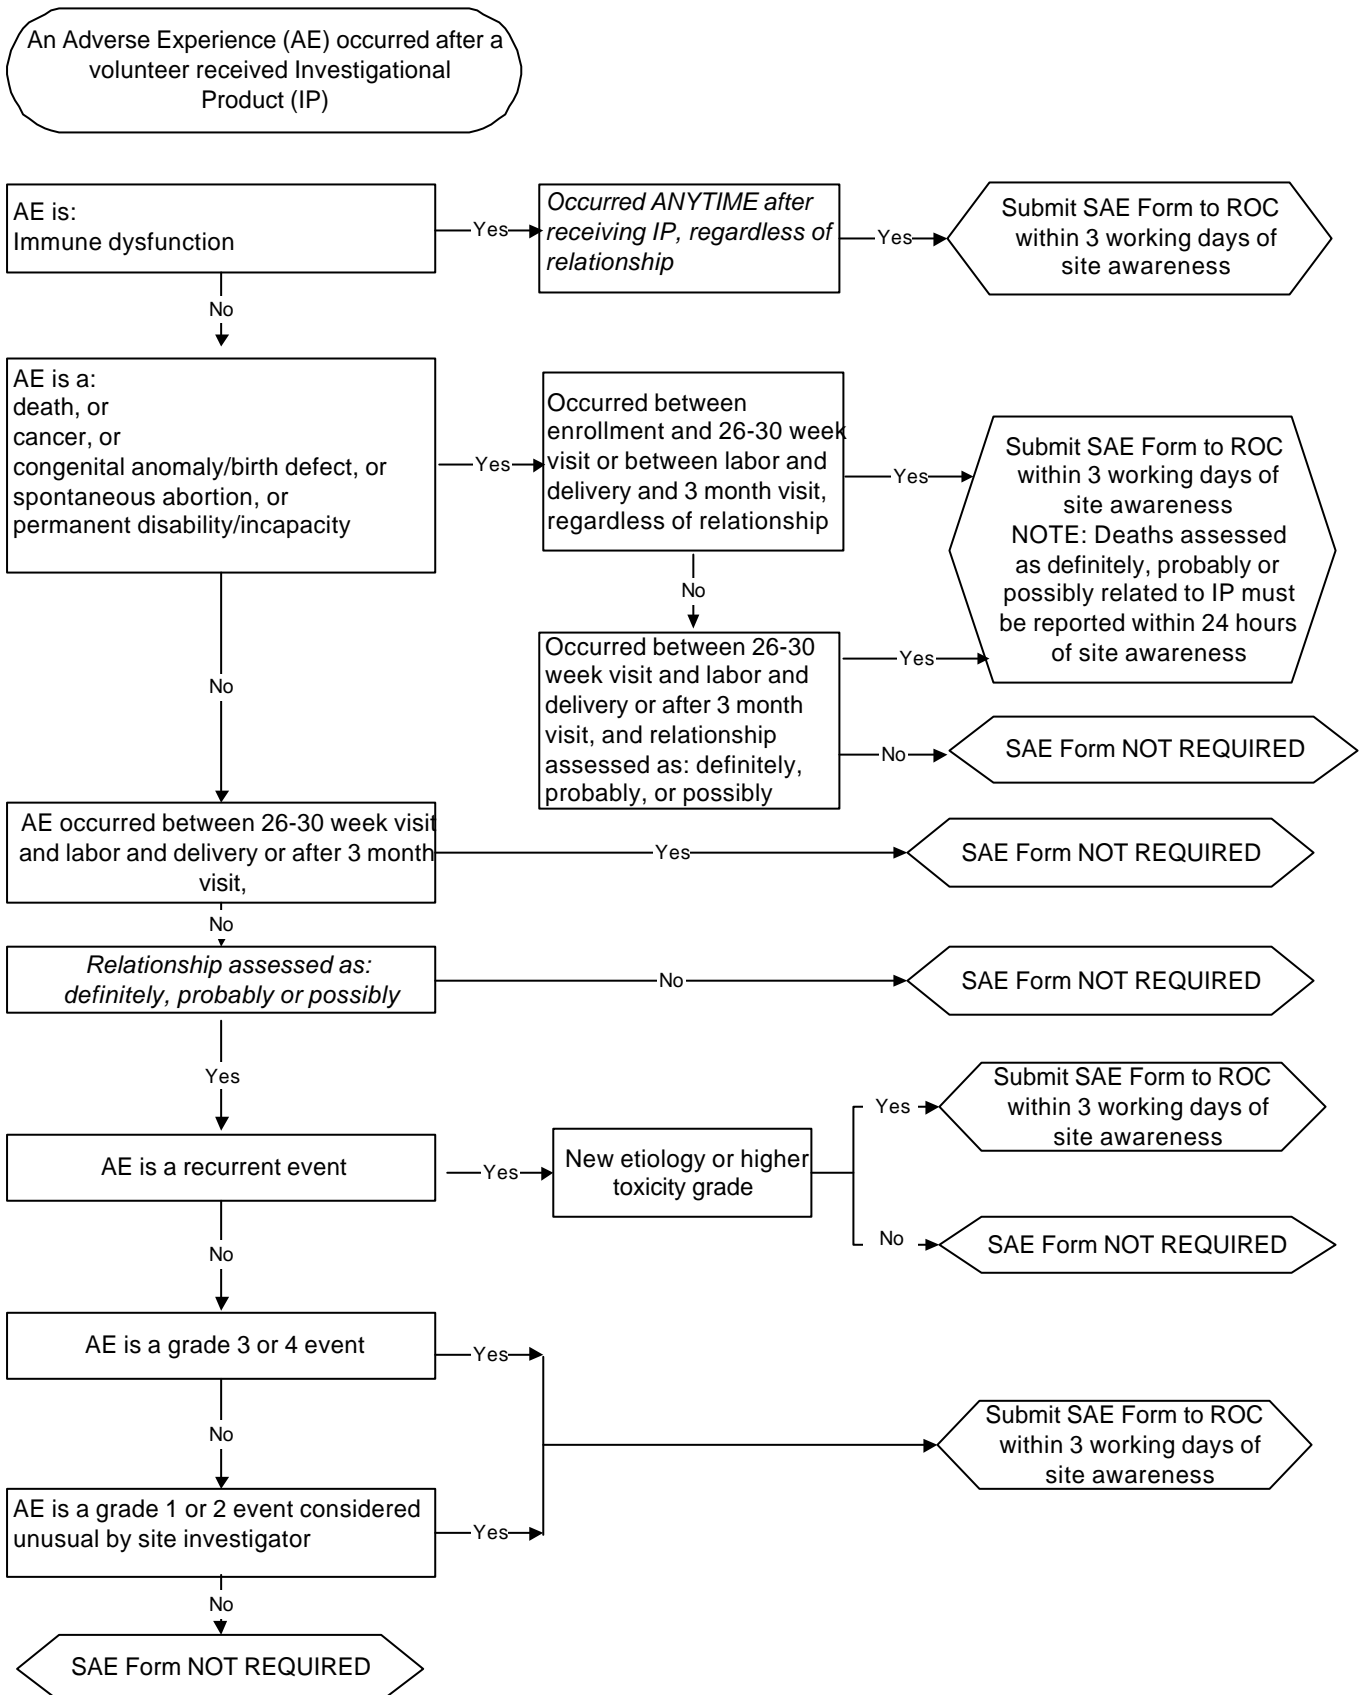 An Adverse Experience (AE) occurred after a
volunteer received Investigational
Product (IP)
AE is:
Immune dysfunction
Yes
Occurred ANYTIME after
receiving IP, regardless of
relationship
Yes
Submit SAE Form to ROC
within 3 working days of
site awareness
No
AE is a:
death, or
cancer, or
congenital anomaly/birth defect, or
spontaneous abortion, or
permanent disability/incapacity
Yes
Occurred between
enrollment and 26-30 week
visit or between labor and
delivery and 3 month visit,
regardless of relationship
Yes
Submit SAE Form to ROC
within 3 working days of
site awareness
NOTE: Deaths assessed
as definitely, probably or
possibly related to IP must
be reported within 24 hours
of site awareness
No
Occurred between 26-30
week visit and labor and
delivery or after 3 month
visit, and relationship
assessed as: definitely,
probably, or possibly
Yes
No
SAE Form NOT REQUIRED
No
AE occurred between 26-30 week visit
and labor and delivery or after 3 month
visit,
Yes
SAE Form NOT REQUIRED
No
Relationship assessed as:
definitely, probably or possibly
No
SAE Form NOT REQUIRED
Yes
AE is a recurrent event
Yes
New etiology or higher
toxicity grade
Yes
Submit SAE Form to ROC
within 3 working days of
site awareness
No
SAE Form NOT REQUIRED
No
AE is a grade 3 or 4 event
Yes
No
Submit SAE Form to ROC
within 3 working days of
site awareness
AE is a grade 1 or 2 event considered
unusual by site investigator
Yes
No
SAE Form NOT REQUIRED